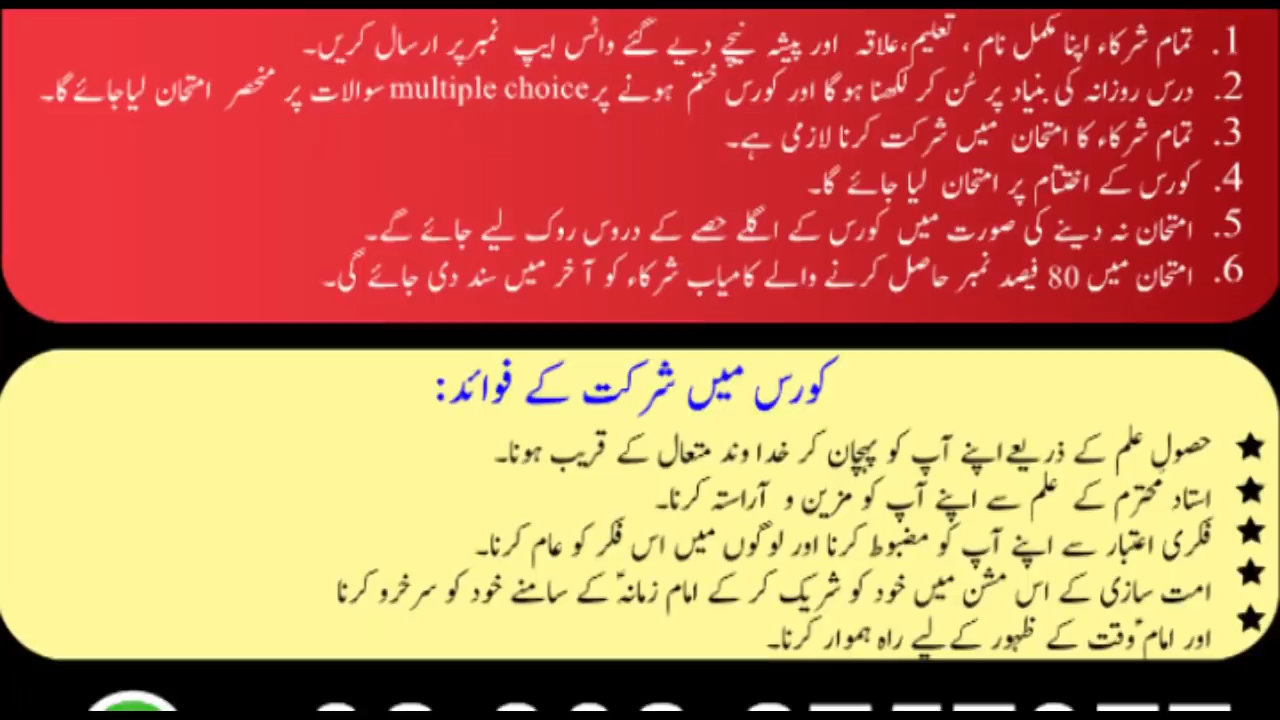 1. تمام شرکاء اپنا مکمل نام ، تعلیم،علاقہ اور پیشہ نیچے دیے گئے واٹس ایپ نمبر پر ارسال کریں۔
2. درس روزانہ کی بنیاد پر سُن کر لکھنا ہو گا اور کورس ختم ہونے پر multiple choice سوالات پر منحصر امتحان لیا جائے گا۔
3. تمام شرکاء کا امتحان میں شرکت کرنا لازمی ہے۔
4. کورس کے اختتام پر امتحان لیا جائے گا۔
5. امتحان نہ دینے کی صورت میں کورس کے اگلے حصے کے دروس روک لیے جائے گے۔
6. امتحان میں 80 فیصد نمبر حاصل کرنے والے کامیاب شرکاء کو آخر میں سند دی جائے گی۔
کورس میں شرکت کے فوائد:
★ حصولِ علم کے ذریعے اپنے آپ کو پہچان کر خداوند متعال کے قریب ہونا۔
★ استاد محترم کے علم سے اپنے آپ کو مزین و آراستہ کرنا۔
★ فکری اعتبار سے اپنے آپ کو مضبوط کرنا اور لوگوں میں اس فکر کو عام کرنا۔
★ امت سازی کے اس مشن میں خود کو شریک کر کے امام زمانہؑ کے سامنے خود کو سرخرو کرنا
★ اور امامِؑ وقت کے ظہور کے لیے راہ ہموار کرنا۔